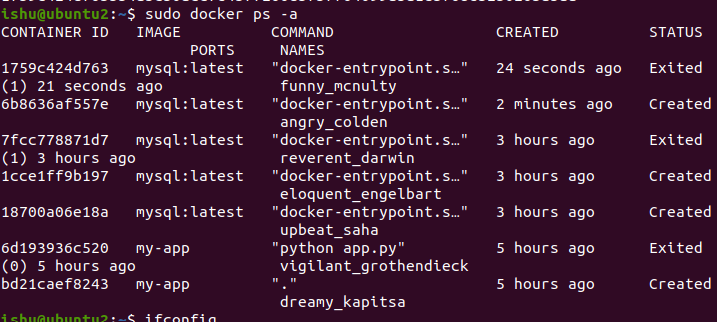 ishu@ubuntu2:~$ sudo docker ps -a
CONTAINER ID   IMAGE          COMMAND                  CREATED          STATUS
                       PORTS     NAMES
1759c424d763   mysql:latest   "docker-entrypoint.s…"   24 seconds ago   Exited
(1) 21 seconds ago               funny_mcnulty
6b8636af557e   mysql:latest   "docker-entrypoint.s…"   2 minutes ago    Created
                                 angry_colden
7fcc778871d7   mysql:latest   "docker-entrypoint.s…"   3 hours ago      Exited
(1) 3 hours ago                  reverent_darwin
1cce1ff9b197   mysql:latest   "docker-entrypoint.s…"   3 hours ago      Created
                                 eloquent_engelbart
18700a06e18a   mysql:latest   "docker-entrypoint.s…"   3 hours ago      Created
                                 upbeat_saha
6d193936c520   my-app         "python app.py"          5 hours ago      Exited
(0) 5 hours ago                  vigilant_grothendieck
bd21caef8243   my-app         "."                      5 hours ago      Created
                                 dreamy_kapitsa
ishu@ubuntu2:~$ ifconfig